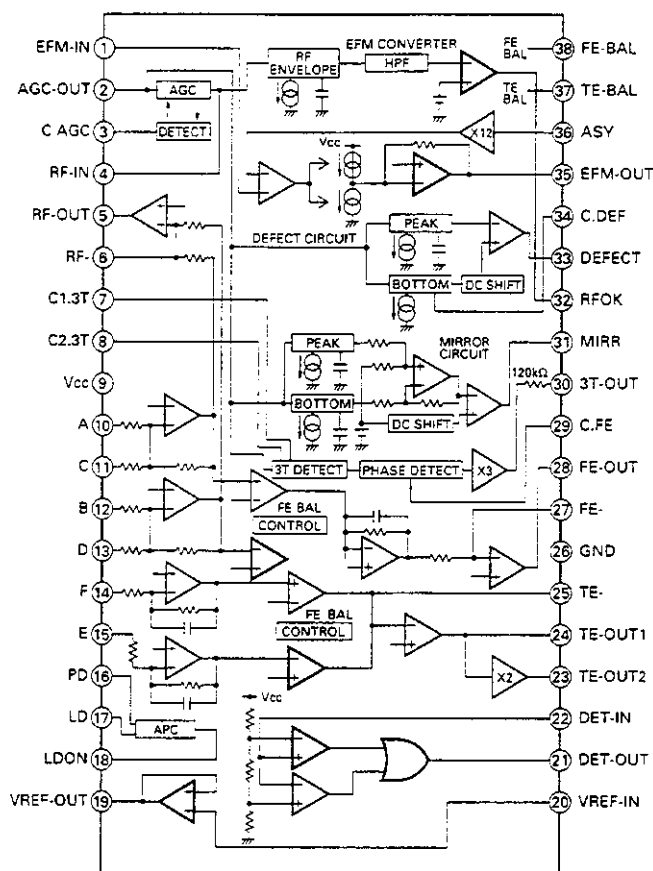 EFM-IN 1
AGC-OUT 2
C AGC 3
RF-IN 4
RF-OUT 5
RF- 6
C1.3T 7
C2.3T 8
Vcc 9
A 10
C 11
B 12
D 13
F 14
E 15
PD 16
LD 17
LDON 18
VREF-OUT 19
AGC
DETECT
RF ENVELOPE
EFM CONVERTER
HPF
FE BAL
TE BAL
X12
Vcc
DEFECT CIRCUIT
PEAK
BOTTOM
DC SHIFT
PEAK
MIRROR CIRCUIT
BOTTOM
DC SHIFT
120kΩ
3T DETECT
PHASE DETECT
X3
FE BAL
CONTROL
FE BAL
CONTROL
X2
APC
Vcc
38 FE-BAL
37 TE-BAL
36 ASY
35 EFM-OUT
34 C.DEF
33 DEFECT
32 RFOK
31 MIRR
30 3T-OUT
29 C.FE
28 FE-OUT
27 FE-
26 GND
25 TE-
24 TE-OUT1
23 TE-OUT2
22 DET-IN
21 DET-OUT
20 VREF-IN